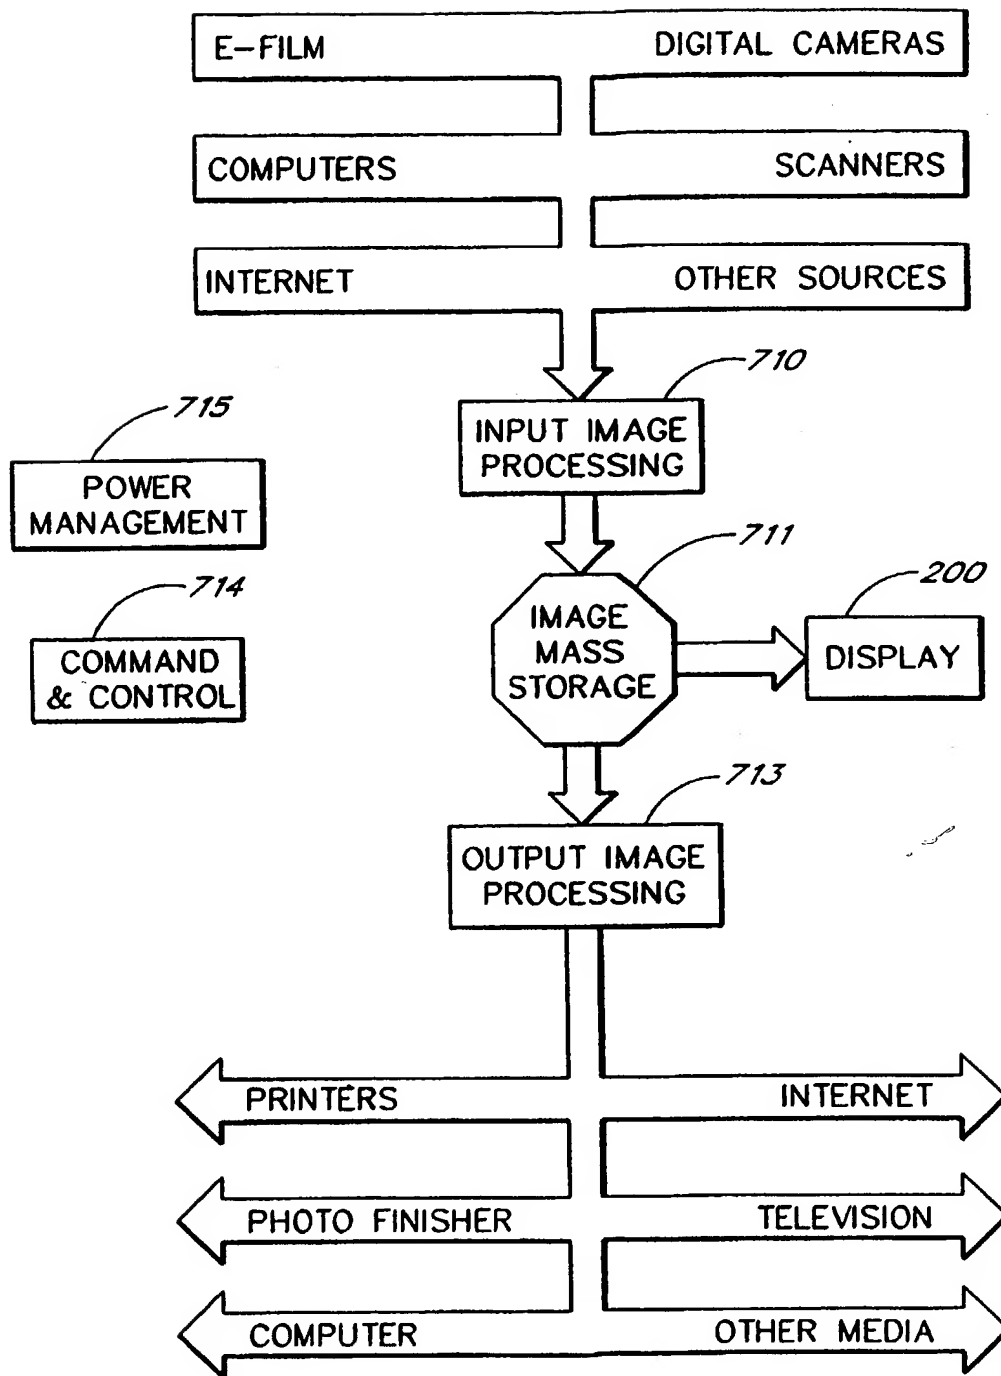 E-FILM DIGITAL CAMERAS
COMPUTERS SCANNERS
INTERNET OTHER SOURCES
710
INPUT IMAGE
PROCESSING
715
POWER
MANAGEMENT
711
IMAGE
MASS
STORAGE
200
DISPLAY
714
COMMAND
& CONTROL
713
OUTPUT IMAGE
PROCESSING
PRINTERS INTERNET
PHOTO FINISHER TELEVISION
COMPUTER OTHER MEDIA